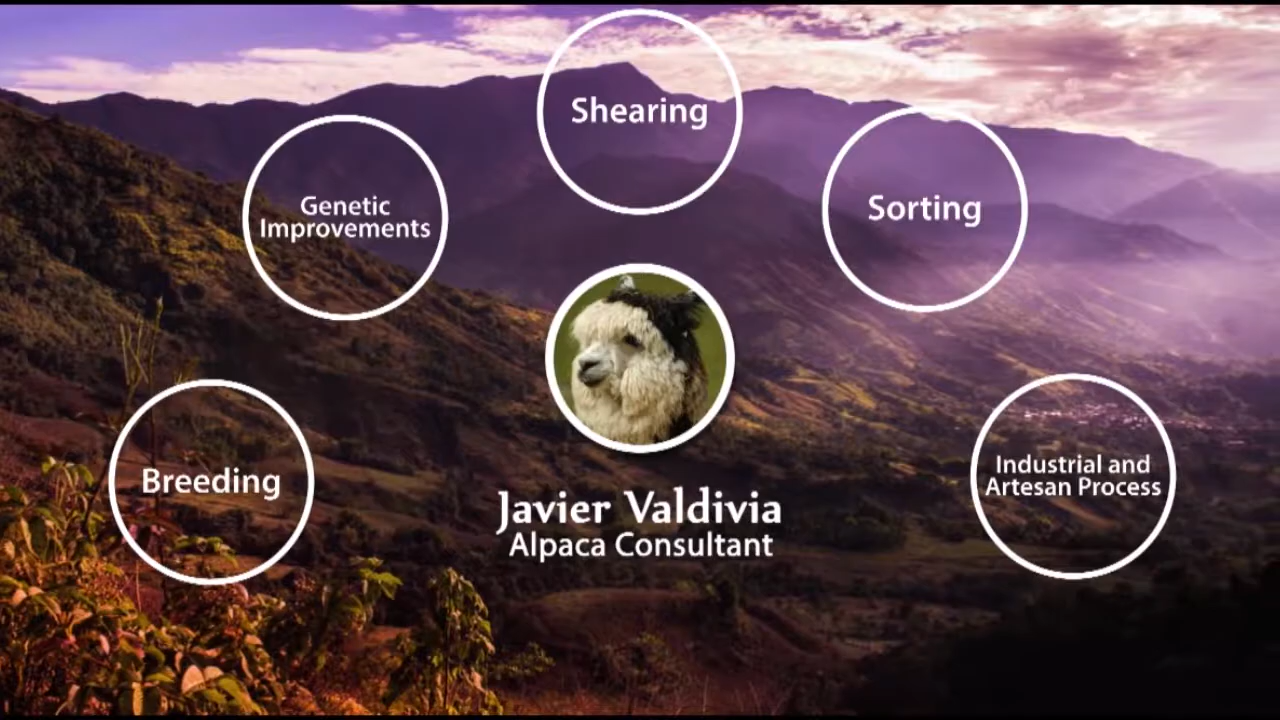 Shearing
Genetic
Improvements
Sorting
Breeding
Industrial and
Artesan Process
Javier Valdivia
Alpaca Consultant